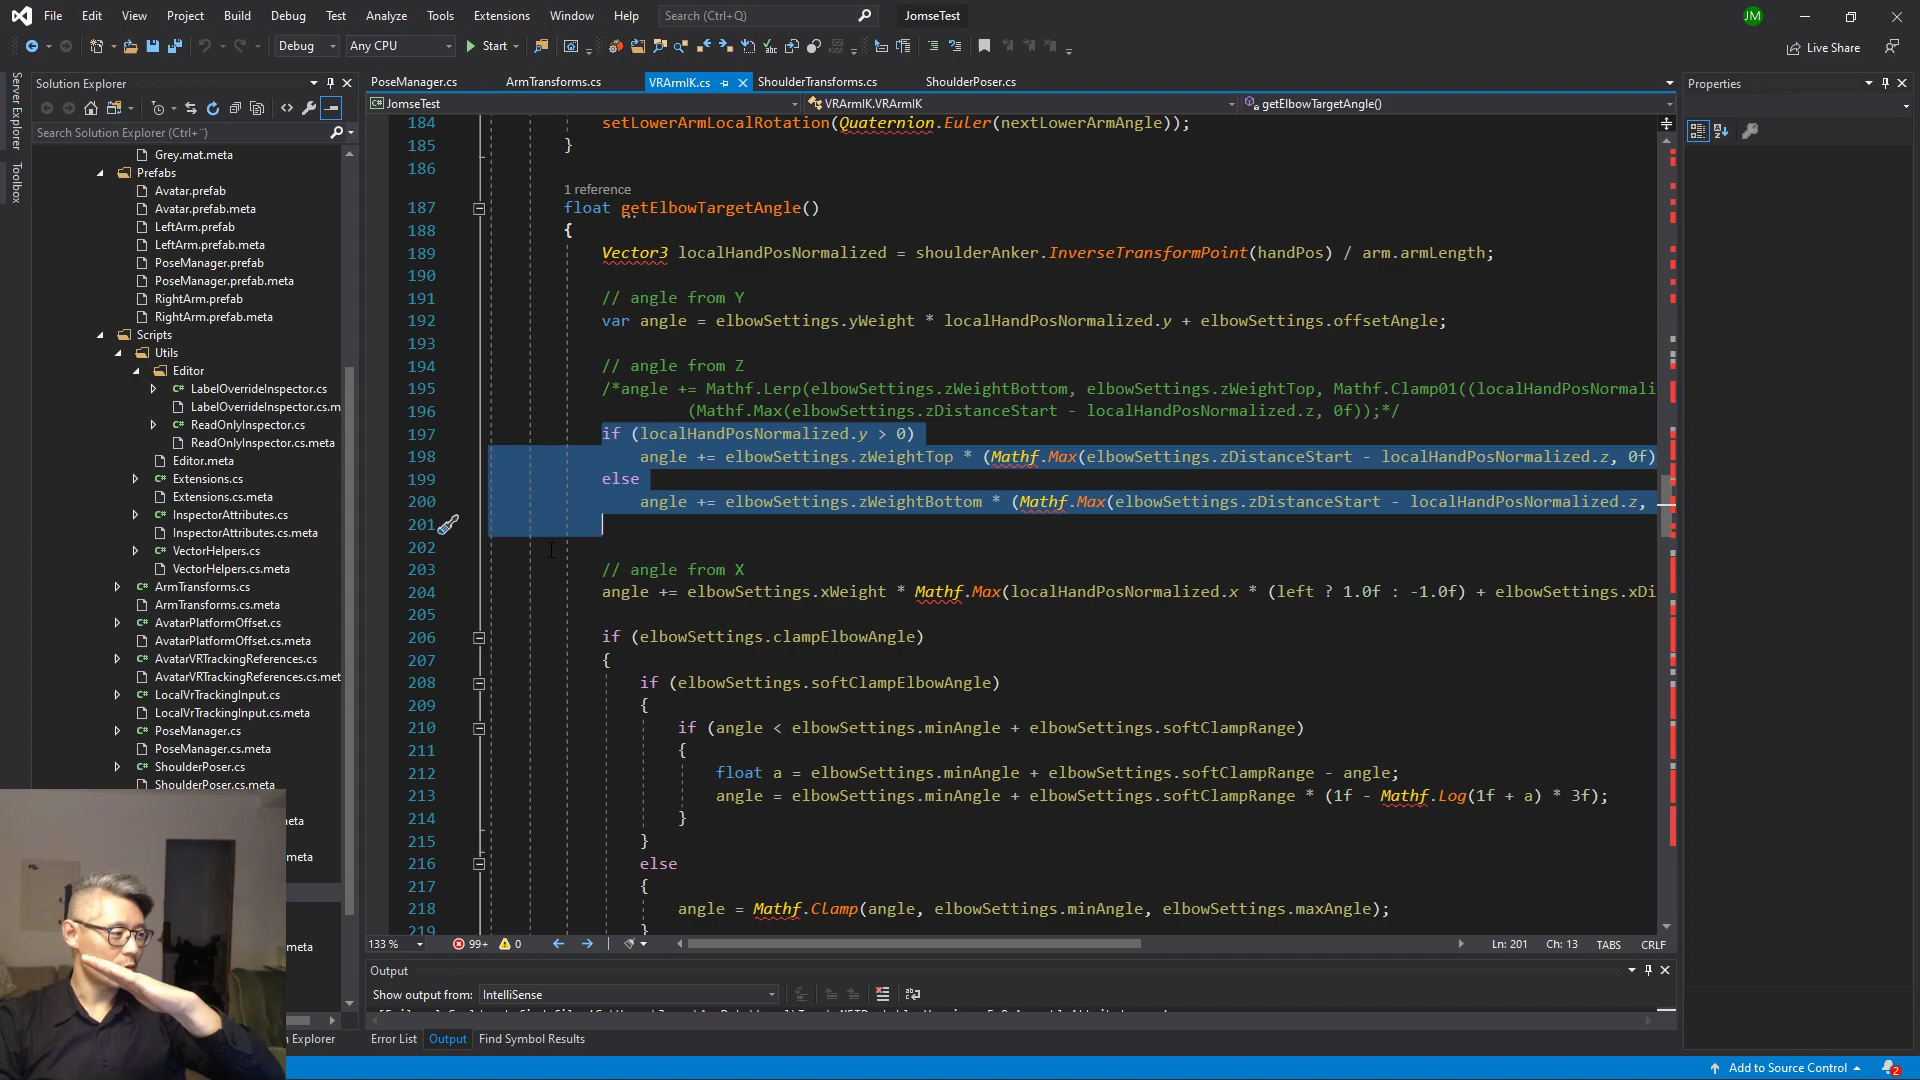 File Edit View Project Build Debug Test Analyze Tools Extensions Window Help Search (Ctrl+Q) JomseTest JM
Debug Any CPU Start Live Share
Server Explorer
Toolbox
Solution Explorer
Search Solution Explorer (Ctrl+¨)
Grey.mat.meta
Prefabs
Avatar.prefab
Avatar.prefab.meta
LeftArm.prefab
LeftArm.prefab.meta
PoseManager.prefab
PoseManager.prefab.meta
RightArm.prefab
RightArm.prefab.meta
Scripts
Utils
Editor
LabelOverrideInspector.cs
LabelOverrideInspector.cs.m
ReadOnlyInspector.cs
ReadOnlyInspector.cs.meta
Editor.meta
Extensions.cs
Extensions.cs.meta
InspectorAttributes.cs
InspectorAttributes.cs.meta
VectorHelpers.cs
VectorHelpers.cs.meta
ArmTransforms.cs
ArmTransforms.cs.meta
AvatarPlatformOffset.cs
AvatarPlatformOffset.cs.meta
AvatarVRTrackingReferences.cs
AvatarVRTrackingReferences.cs.met
LocalVrTrackingInput.cs
LocalVrTrackingInput.cs.meta
PoseManager.cs
PoseManager.cs.meta
ShoulderPoser.cs
ShoulderPoser.cs.meta
eta
meta
meta
n Explorer
PoseManager.cs ArmTransforms.cs VRArmIK.cs ShoulderTransforms.cs ShoulderPoser.cs
JomseTest VRArmIK.VRArmIK getElbowTargetAngle()
184 setLowerArmLocalRotation(Quaternion.Euler(nextLowerArmAngle));
185 }
186
1 reference
187 float getElbowTargetAngle()
188 {
189 Vector3 localHandPosNormalized = shoulderAnker.InverseTransformPoint(handPos) / arm.armLength;
190
191 // angle from Y
192 var angle = elbowSettings.yWeight * localHandPosNormalized.y + elbowSettings.offsetAngle;
193
194 // angle from Z
195 /*angle += Mathf.Lerp(elbowSettings.zWeightBottom, elbowSettings.zWeightTop, Mathf.Clamp01((localHandPosNormali
196 (Mathf.Max(elbowSettings.zDistanceStart - localHandPosNormalized.z, 0f));*/
197 if (localHandPosNormalized.y > 0)
198 angle += elbowSettings.zWeightTop * (Mathf.Max(elbowSettings.zDistanceStart - localHandPosNormalized.z, 0f)
199 else
200 angle += elbowSettings.zWeightBottom * (Mathf.Max(elbowSettings.zDistanceStart - localHandPosNormalized.z,
201
202
203 // angle from X
204 angle += elbowSettings.xWeight * Mathf.Max(localHandPosNormalized.x * (left ? 1.0f : -1.0f) + elbowSettings.xDi
205
206 if (elbowSettings.clampElbowAngle)
207 {
208 if (elbowSettings.softClampElbowAngle)
209 {
210 if (angle < elbowSettings.minAngle + elbowSettings.softClampRange)
211 {
212 float a = elbowSettings.minAngle + elbowSettings.softClampRange - angle;
213 angle = elbowSettings.minAngle + elbowSettings.softClampRange * (1f - Mathf.Log(1f + a) * 3f);
214 }
215 }
216 else
217 {
218 angle = Mathf.Clamp(angle, elbowSettings.minAngle, elbowSettings.maxAngle);
219 }
133 % 99+ 0 Ln: 201 Ch: 13 TABS CRLF
Output
Show output from: IntelliSense
Error List Output Find Symbol Results
Properties
Add to Source Control 2